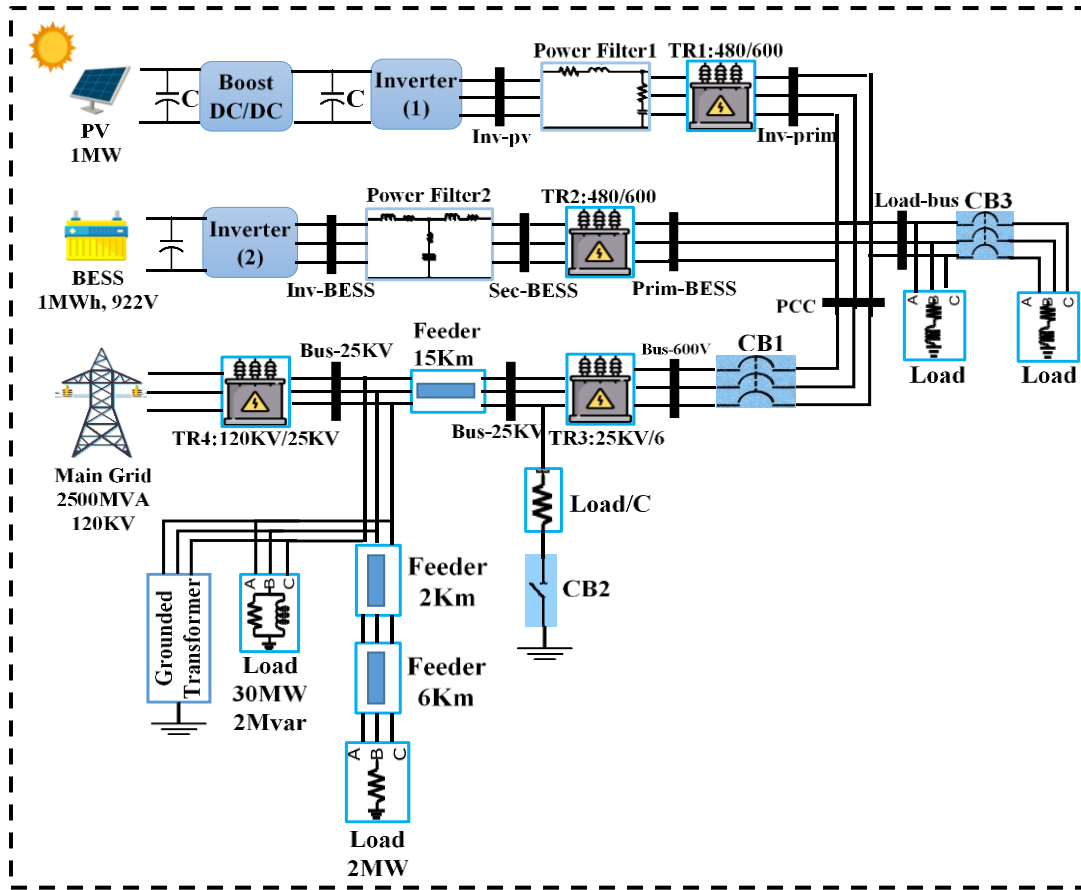 Power Filter1
TR1:480/600
C
Boost
DC/DC
C
Inverter
(1)
PV
1MW
Inv-pv
Inv-prim
Power Filter2
TR2:480/600
Load-bus
CB3
Inverter
(2)
BESS
1MWh, 922V
Inv-BESS
Sec-BESS
Prim-BESS
PCC
A
B
C
A
B
C
Load
Load
Feeder
15Km
Bus-25KV
Bus-600V
CB1
TR4:120KV/25KV
Bus-25KV
TR3:25KV/6
Main Grid
2500MVA
120KV
Load/C
CB2
Grounded
Transformer
A
B
C
Load
30MW
2Mvar
Feeder
2Km
Feeder
6Km
A
B
C
Load
2MW